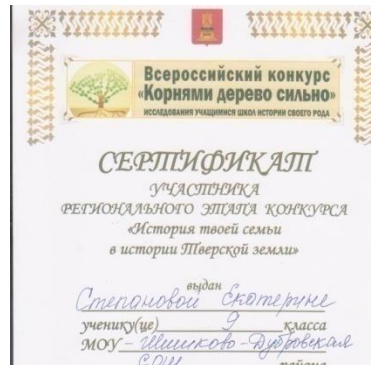 Всероссийский конкурс
«Корнями дерево сильно»
ИССЛЕДОВАНИЯ УЧАЩИМИСЯ ШКОЛ ИСТОРИИ СВОЕГО РОДА
СЕРТИФИКАТ
УЧАСТНИКА
РЕГИОНАЛЬНОГО ЭТАПА КОНКУРСА
«История твоей семьи
в истории Тверской земли»
выдан
Степановой Екатерине
ученику(це) 9 класса
МОУ - Шишково-Дубровская
СОШ района